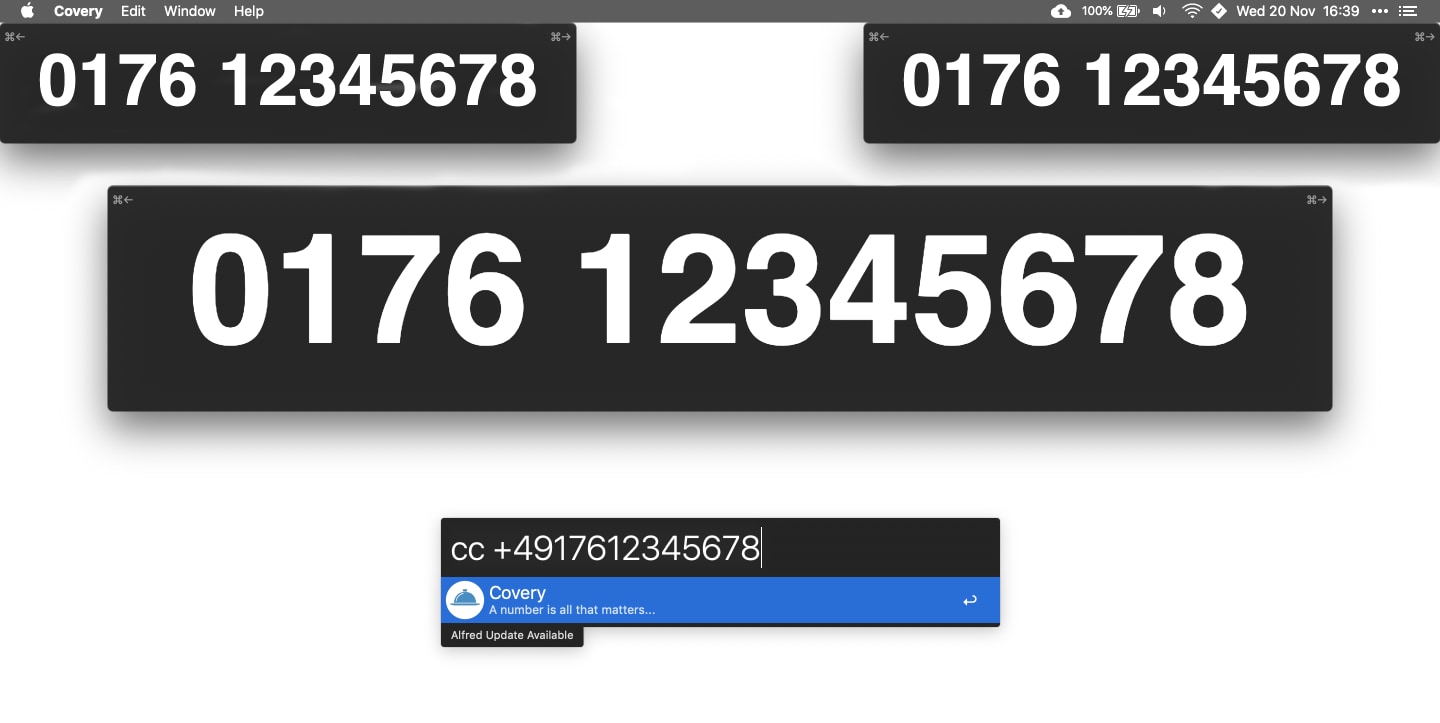 Covery Edit Window Help 100% Wed 20 Nov 16:39
⌘← ⌘→
0176 12345678
⌘← ⌘→
0176 12345678
⌘← ⌘→
0176 12345678
cc +4917612345678
Covery
A number is all that matters...
Alfred Update Available